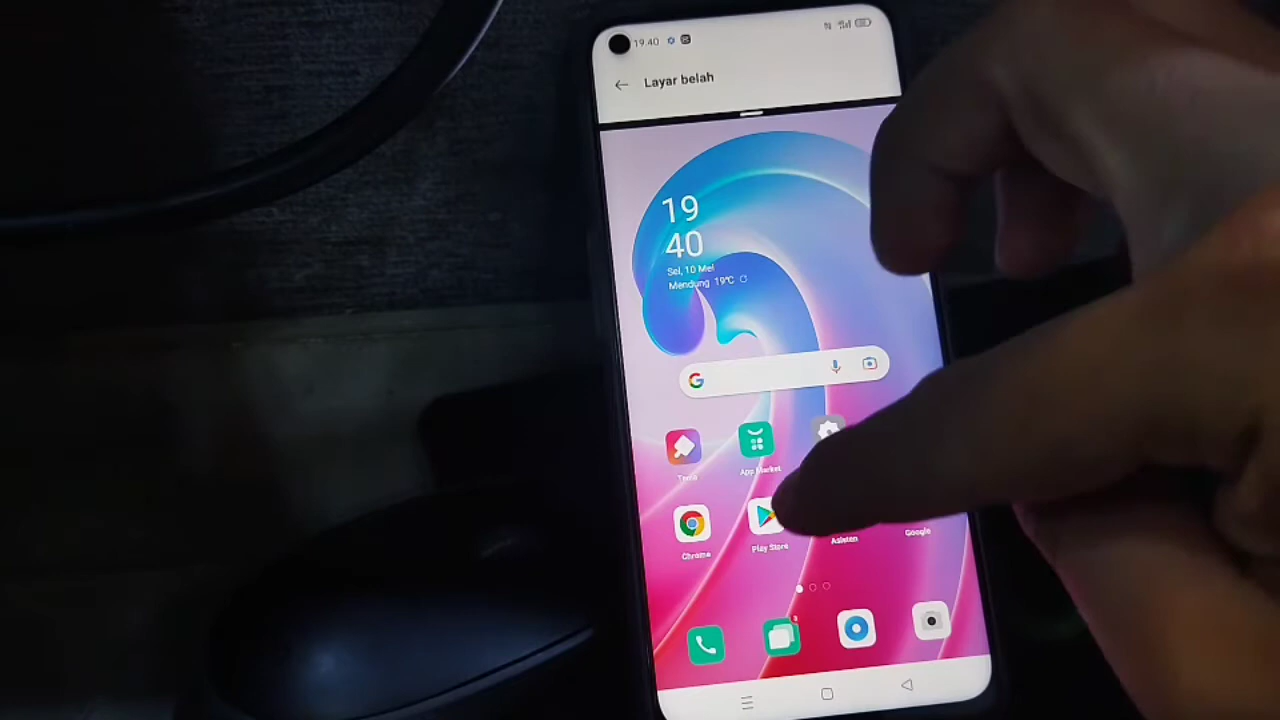 19.40
Layar belah
19
40
Sel, 10 Mei
Mendung 19°C
G
Tema
App Market
Chrome
Play Store
Asisten
Google